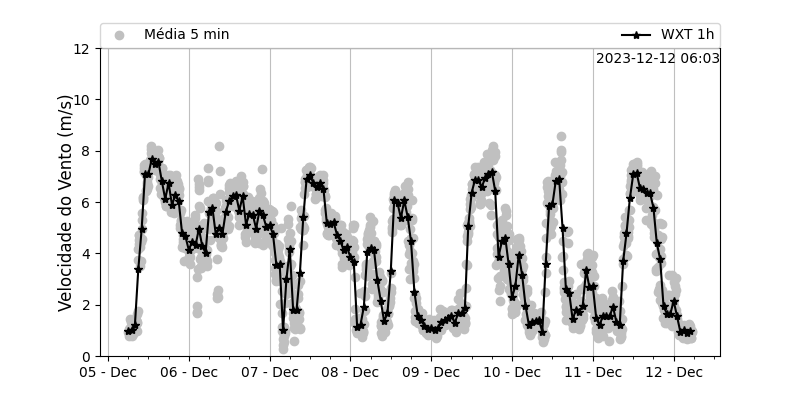 Média 5 min
WXT 1h
2023-12-12 06:03
Velocidade do Vento (m/s)
12
10
8
6
4
2
0
05 - Dec
06 - Dec
07 - Dec
08 - Dec
09 - Dec
10 - Dec
11 - Dec
12 - Dec